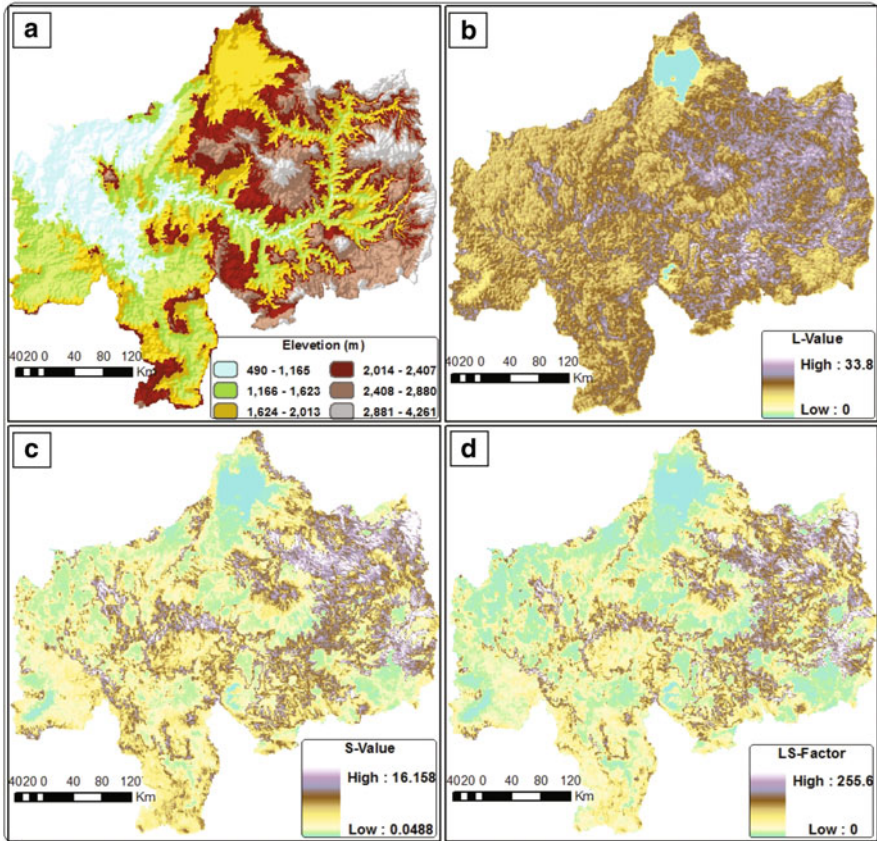 a
Elevetion (m)
490 - 1,165
2,014 - 2,407
1,166 - 1,623
2,408 - 2,880
1,624 - 2,013
2,881 - 4,261
4020 0 40 80 120
Km
b
L-Value
High : 33.8
Low : 0
4020 0 40 80 120
Km
c
S-Value
High : 16.158
Low : 0.0488
4020 0 40 80 120
Km
d
LS-Factor
High : 255.6
Low : 0
4020 0 40 80 120
Km